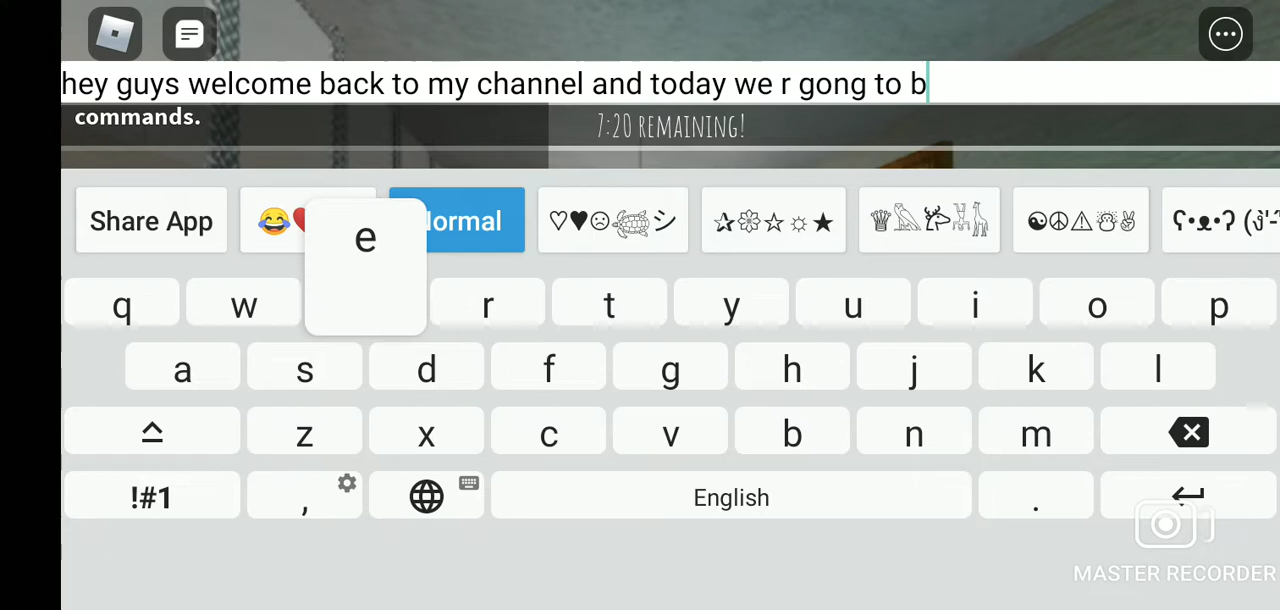 hey guys welcome back to my channel and today we r gong to b
commands.
7:20 REMAINING!
Share App
Normal
e
q w r t y u i o p
a s d f g h j k l
z x c v b n m
!#1 , English .
MASTER RECORDER